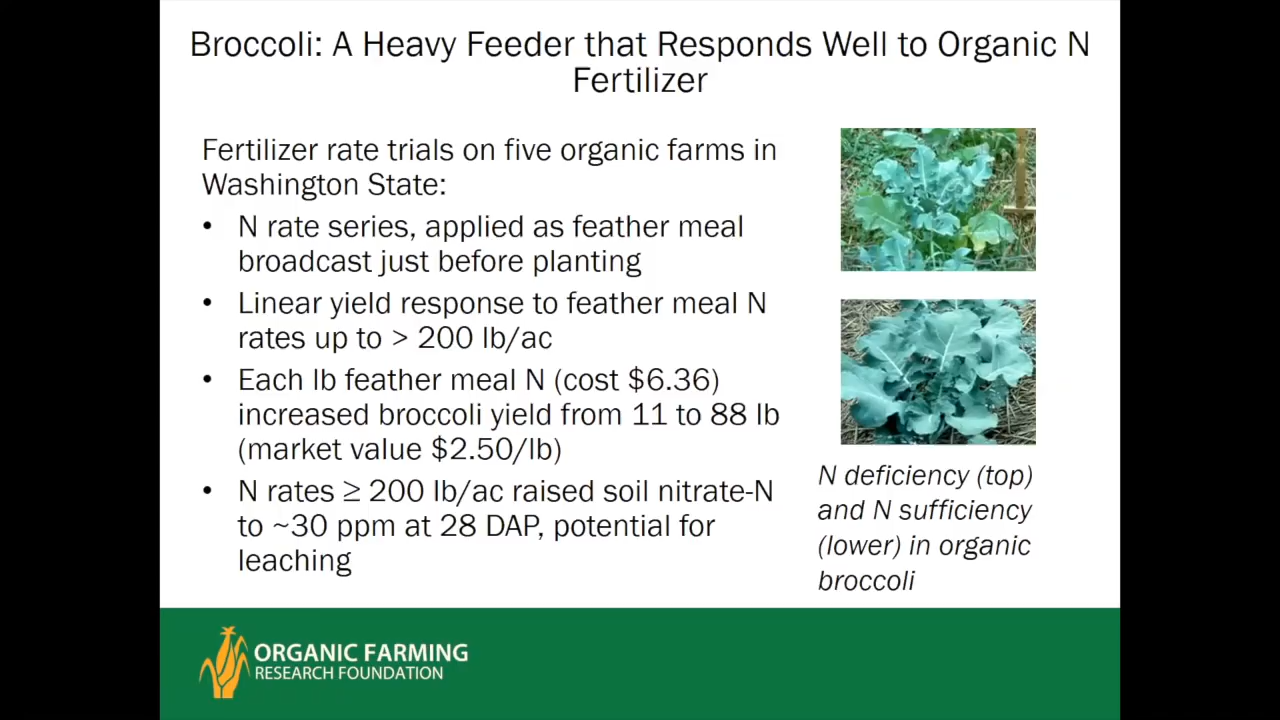 Broccoli: A Heavy Feeder that Responds Well to Organic N
Fertilizer
Fertilizer rate trials on five organic farms in
Washington State:
• N rate series, applied as feather meal
broadcast just before planting
• Linear yield response to feather meal N
rates up to > 200 lb/ac
• Each lb feather meal N (cost $6.36)
increased broccoli yield from 11 to 88 lb
(market value $2.50/lb)
• N rates ≥ 200 lb/ac raised soil nitrate-N
to ~30 ppm at 28 DAP, potential for
leaching
N deficiency (top)
and N sufficiency
(lower) in organic
broccoli
ORGANIC FARMING
RESEARCH FOUNDATION